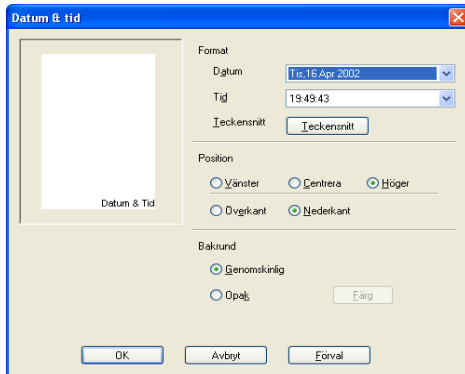 Datum & tid
Format
Datum Tis,16 Apr 2002
Tid 19:49:43
Teckensnitt Teckensnitt
Position
Vänster Centrera Höger
Överkant Nederkant
Datum & Tid
Bakrund
Genomskinlig
Opak Färg
OK Avbryt Förval